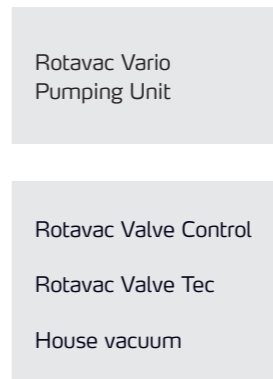 Rotavac Vario
Pumping Unit
Rotavac Valve Control
Rotavac Valve Tec
House vacuum